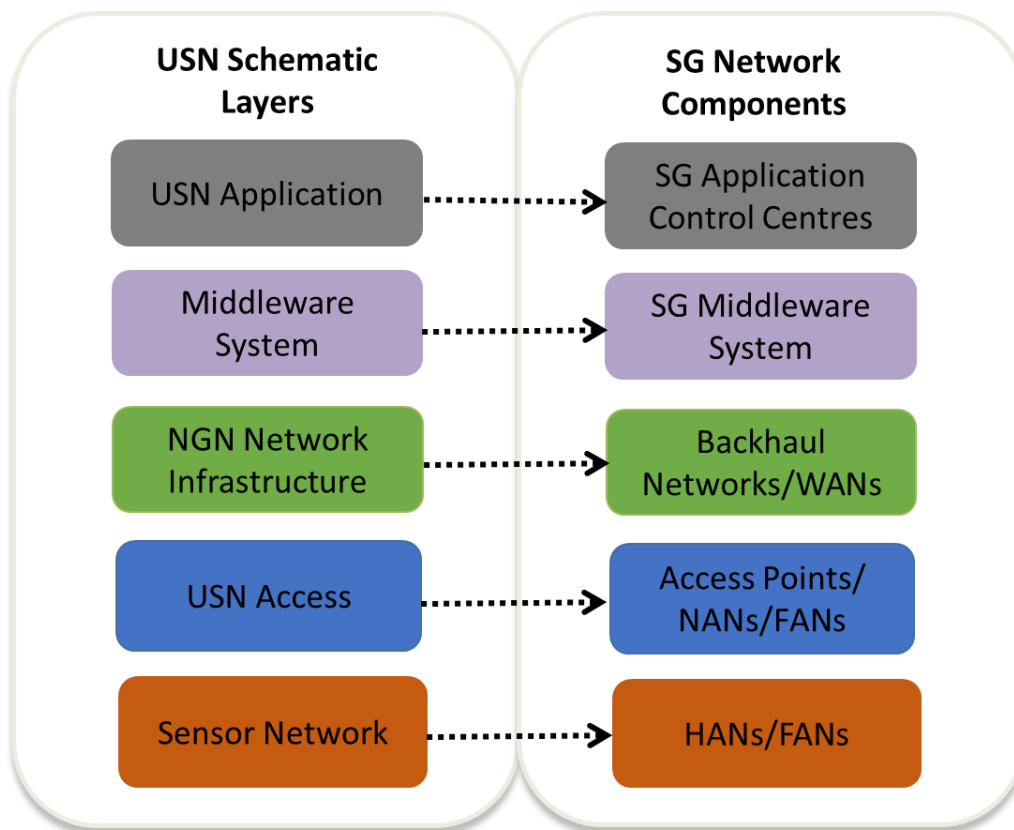 USN Schematic
Layers
SG Network
Components
USN Application
SG Application
Control Centres
Middleware
System
SG Middleware
System
NGN Network
Infrastructure
Backhaul
Networks/WANs
USN Access
Access Points/
NANs/FANs
Sensor Network
HANs/FANs